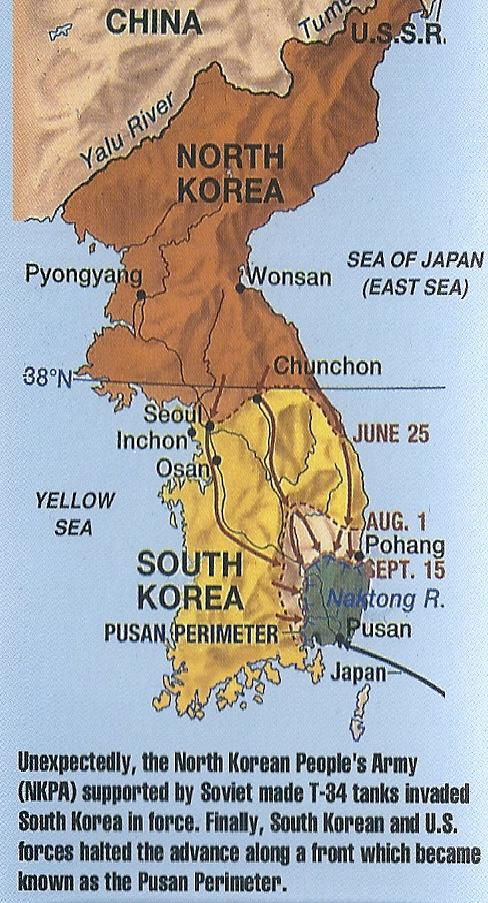 CHINA
Tume
U.S.S.R.
Yalu River
NORTH
KOREA
SEA OF JAPAN
(EAST SEA)
Pyongyang
Wonsan
38°N
Chunchon
Seoul
Inchon
Osan
JUNE 25
YELLOW
SEA
AUG. 1
Pohang
SEPT. 15
SOUTH
KOREA
Naktong R.
PUSAN PERIMETER
Pusan
Japan
Unexpectedly, the North Korean People's Army
(NKPA) supported by Soviet made T-34 tanks invaded
South Korea in force. Finally, South Korean and U.S.
forces halted the advance along a front which became
known as the Pusan Perimeter.